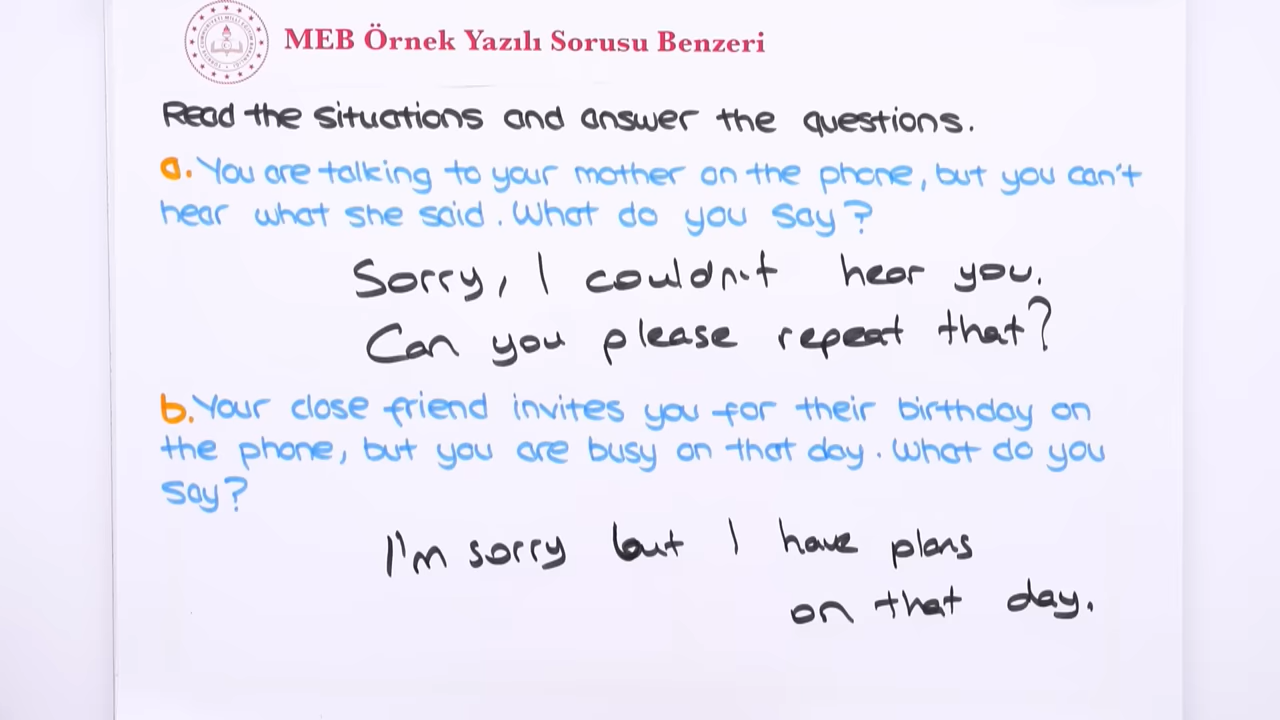 MEB Örnek Yazılı Sorusu Benzeri
Read the situations and answer the questions.
a. You are talking to your mother on the phone, but you can't
hear what she said. What do you say?
Sorry, I couldn't hear you.
Can you please repeat that?
b. Your close friend invites you for their birthday on
the phone, but you are busy on that day. What do you
say?
I'm sorry but I have plans
on that day.